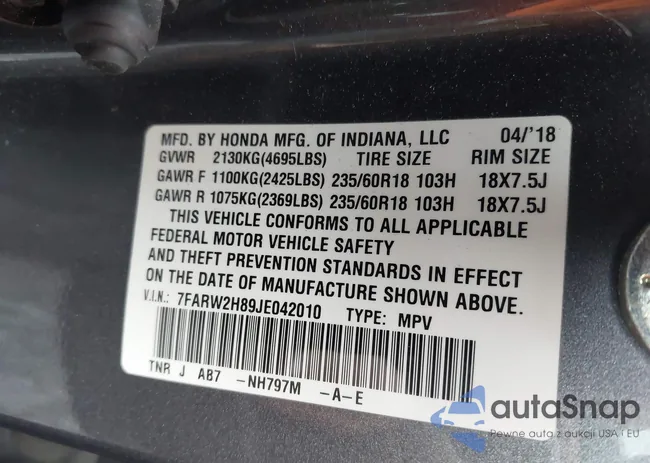 MFD. BY HONDA MFG. OF INDIANA, LLC 04/'18
GVWR 2130KG(4695LBS) TIRE SIZE RIM SIZE
GAWR F 1100KG(2425LBS) 235/60R18 103H 18X7.5J
GAWR R 1075KG(2369LBS) 235/60R18 103H 18X7.5J
THIS VEHICLE CONFORMS TO ALL APPLICABLE
FEDERAL MOTOR VEHICLE SAFETY
AND THEFT PREVENTION STANDARDS IN EFFECT
ON THE DATE OF MANUFACTURE SHOWN ABOVE.
V.I.N.: 7FARW2H89JE042010 TYPE: MPV
TNR J AB7 -NH797M -A-E
autaSnap
Pewne auta z aukcji USA i EU